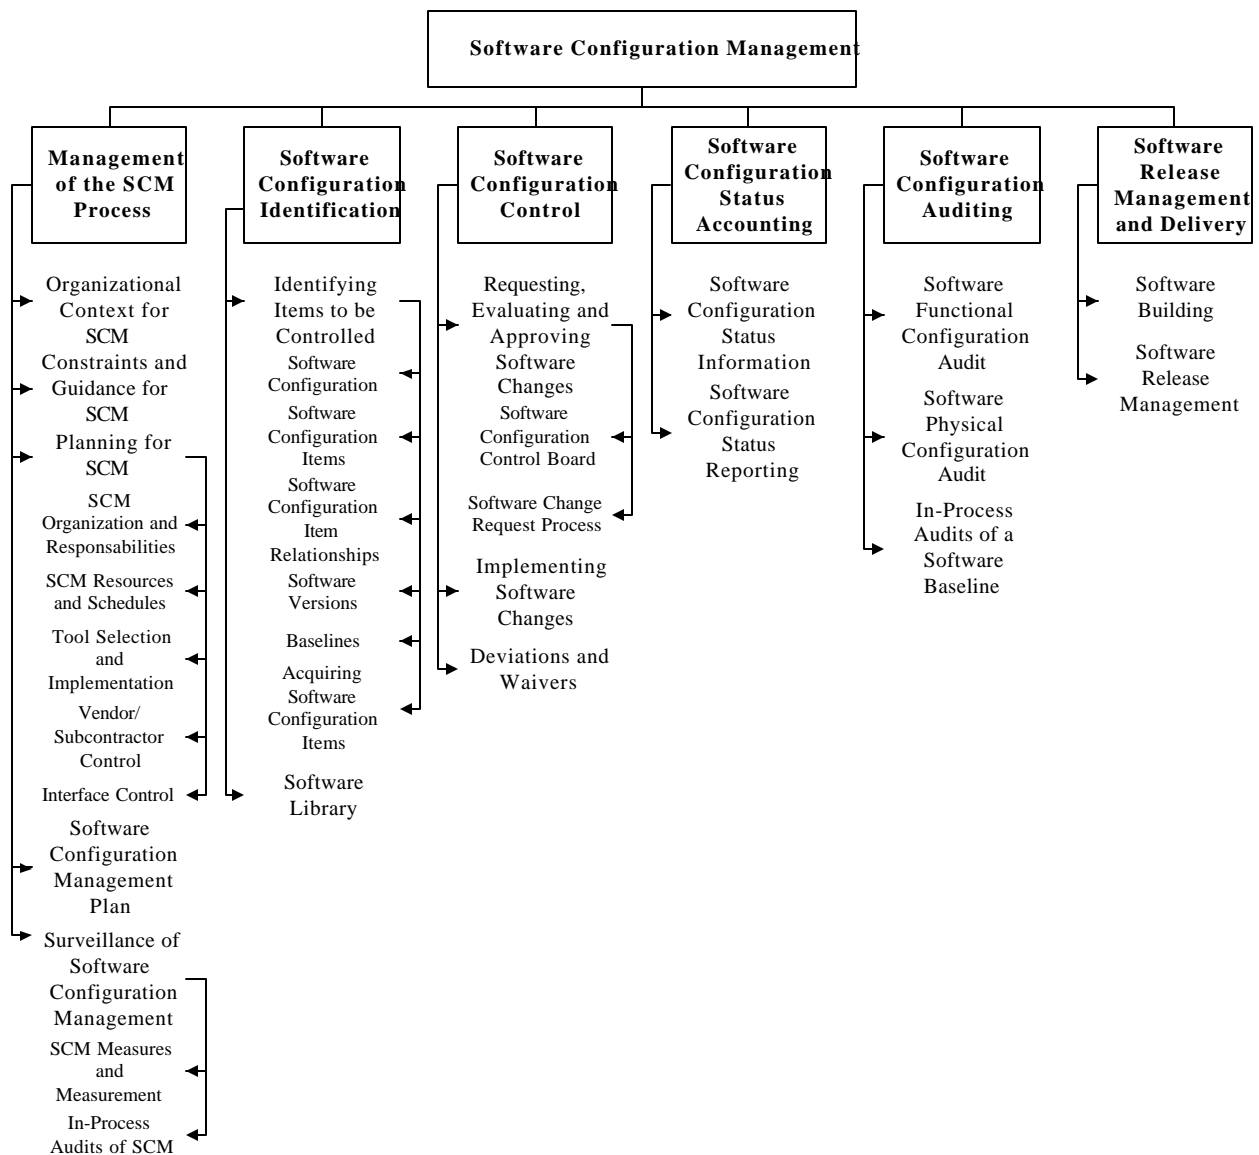 Software Configuration Management
Management
of the SCM
Process
Organizational
Context for
SCM
Constraints and
Guidance for
SCM
Planning for
SCM
SCM
Organization and
Responsabilities
SCM Resources
and Schedules
Tool Selection
and
Implementation
Vendor/
Subcontractor
Control
Interface Control
Software
Configuration
Management
Plan
Surveillance of
Software
Configuration
Management
SCM Measures
and
Measurement
In-Process
Audits of SCM
Software
Configuration
Identification
Identifying
Items to be
Controlled
Software
Configuration
Software
Configuration
Items
Software
Configuration
Item
Relationships
Software
Versions
Baselines
Acquiring
Software
Configuration
Items
Software
Library
Software
Configuration
Control
Requesting,
Evaluating and
Approving
Software
Changes
Software
Configuration
Control Board
Software Change
Request Process
Implementing
Software
Changes
Deviations and
Waivers
Software
Configuration
Status
Accounting
Software
Configuration
Status
Information
Software
Configuration
Status
Reporting
Software
Configuration
Auditing
Software
Functional
Configuration
Audit
Software
Physical
Configuration
Audit
In-Process
Audits of a
Software
Baseline
Software
Release
Management
and Delivery
Software
Building
Software
Release
Management